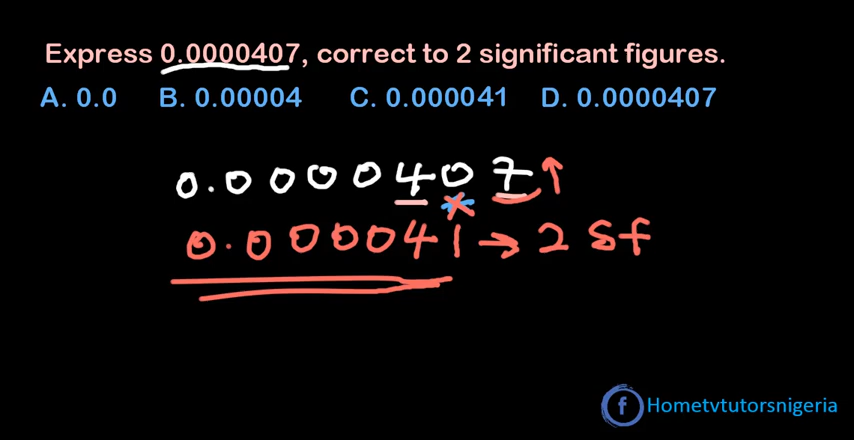 Express 0.0000407, correct to 2 significant figures.
A. 0.0 B. 0.00004 C. 0.000041 D. 0.0000407
0.0000407
0.000041 → 2 sf
f Hometvtutorsnigeria